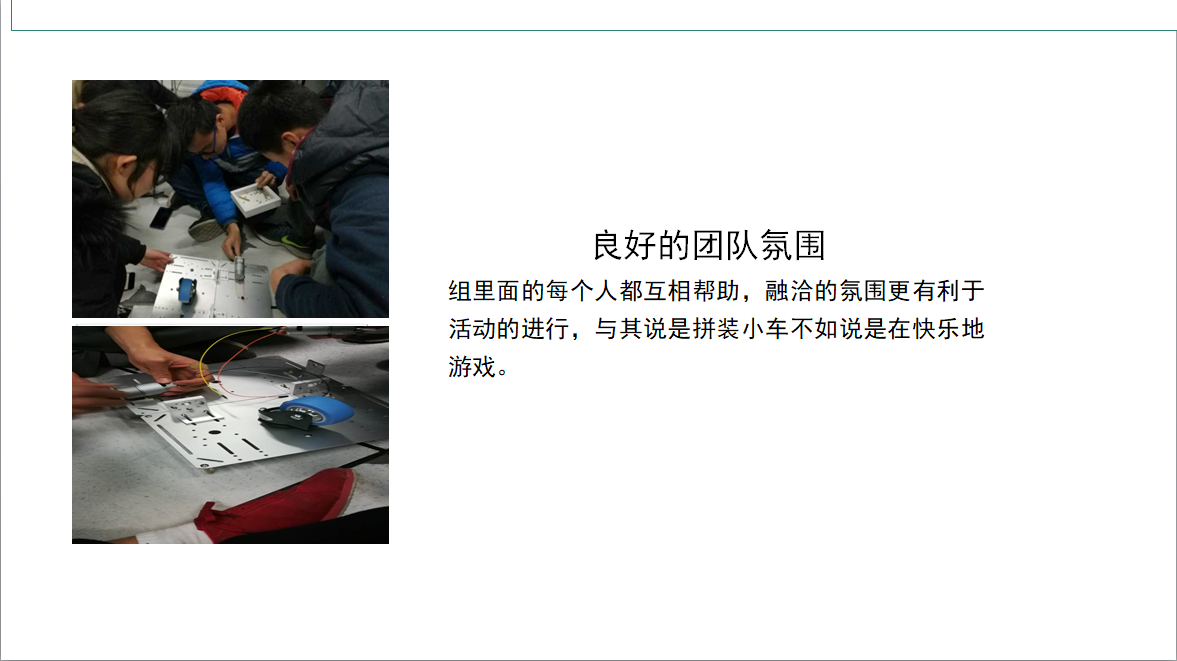 良好的团队氛围
组里面的每个人都互相帮助，融洽的氛围更有利于
活动的进行，与其说是拼装小车不如说是在快乐地
游戏。